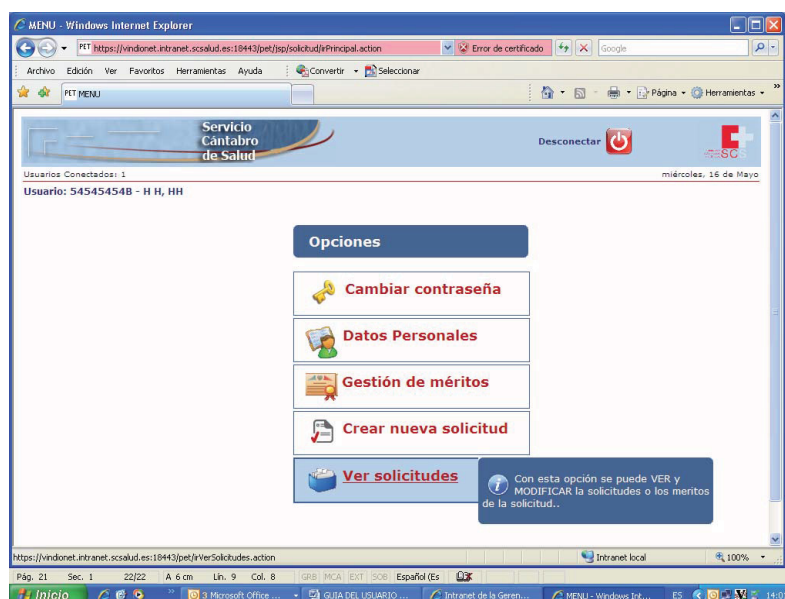 MENU - Windows Internet Explorer
PET https://vindionet.intranet.scsalud.es:18443/pet/jsp/solicitud/irPrincipal.action
Error de certificado
Google
Archivo Edición Ver Favoritos Herramientas Ayuda
Convertir
Seleccionar
PET MENU
Página
Herramientas
Servicio
Cántabro
de Salud
Desconectar
SCS
Usuarios Conectados: 1
miércoles, 16 de Mayo
Usuario: 54545454B - H H, HH
Opciones
Cambiar contraseña
Datos Personales
Gestión de méritos
Crear nueva solicitud
Ver solicitudes
Con esta opción se puede VER y
MODIFICAR la solicitudes o los meritos
de la solicitud..
https://vindionet.intranet.scsalud.es:18443/pet/irVerSolicitudes.action
Intranet local
100%
Pág. 21 Sec. 1 22/22 A 6 cm Lín. 9 Col. 8 GRB MCA EXT SOB Español (Es
Inicio
3 Microsoft Office ...
GUIA DEL USUARIO ...
Intranet de la Geren...
MENU - Windows Int...
ES
14:0